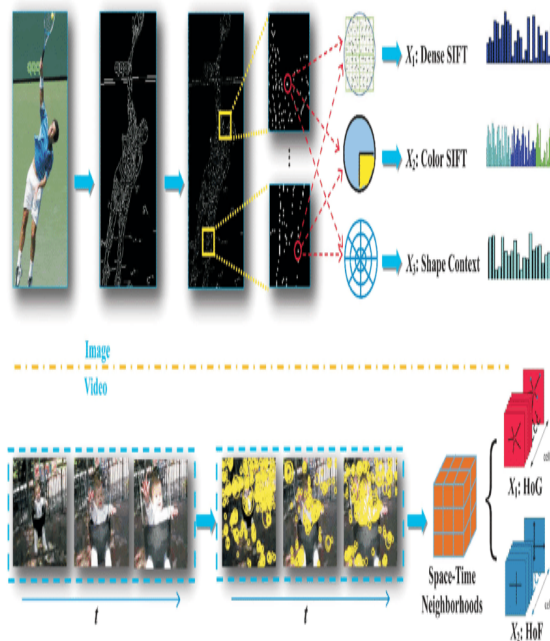 X₁: Dense SIFT
X₂: Color SIFT
X₃: Shape Context
Image
Video
X₁: HoG
Space-Time
Neighborhoods
t
t
X₂: HoF